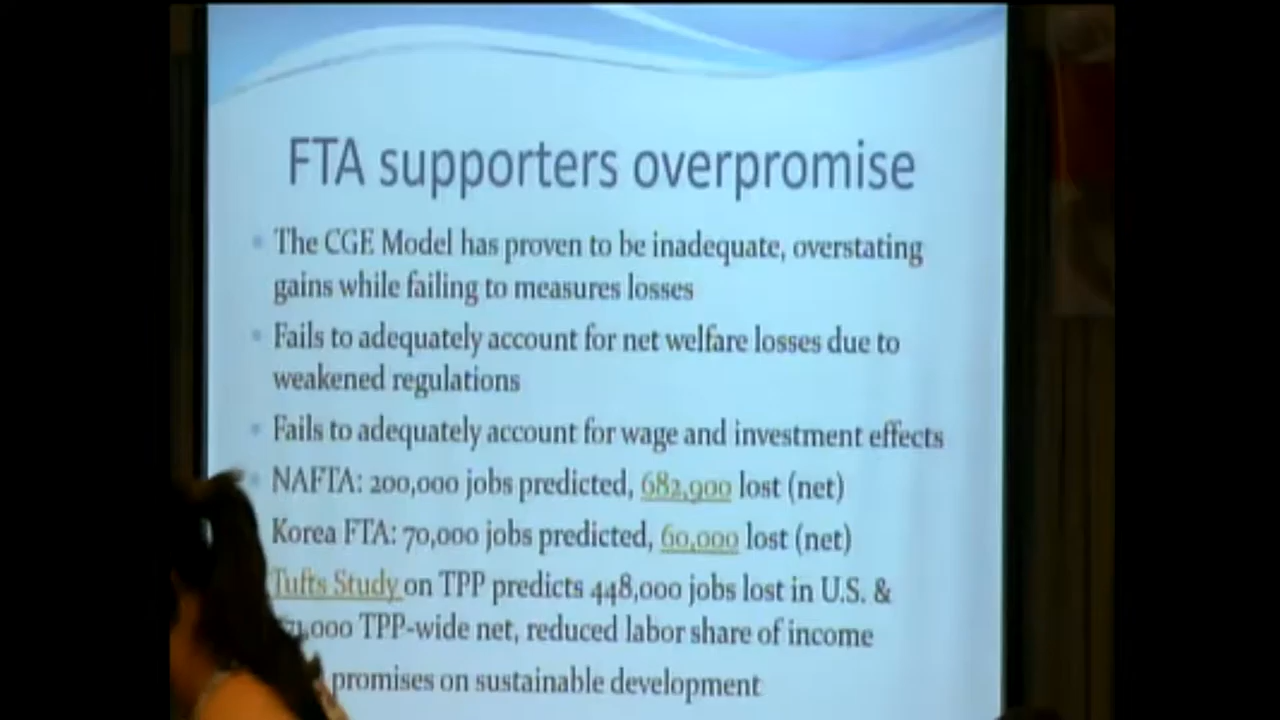 FTA supporters overpromise
The CGE Model has proven to be inadequate, overstating
gains while failing to measures losses
Fails to adequately account for net welfare losses due to
weakened regulations
Fails to adequately account for wage and investment effects
NAFTA: 200,000 jobs predicted, 682,900 lost (net)
Korea FTA: 70,000 jobs predicted, 60,000 lost (net)
Tufts Study on TPP predicts 448,000 jobs lost in U.S. &
TPP-wide net, reduced labor share of income
promises on sustainable development